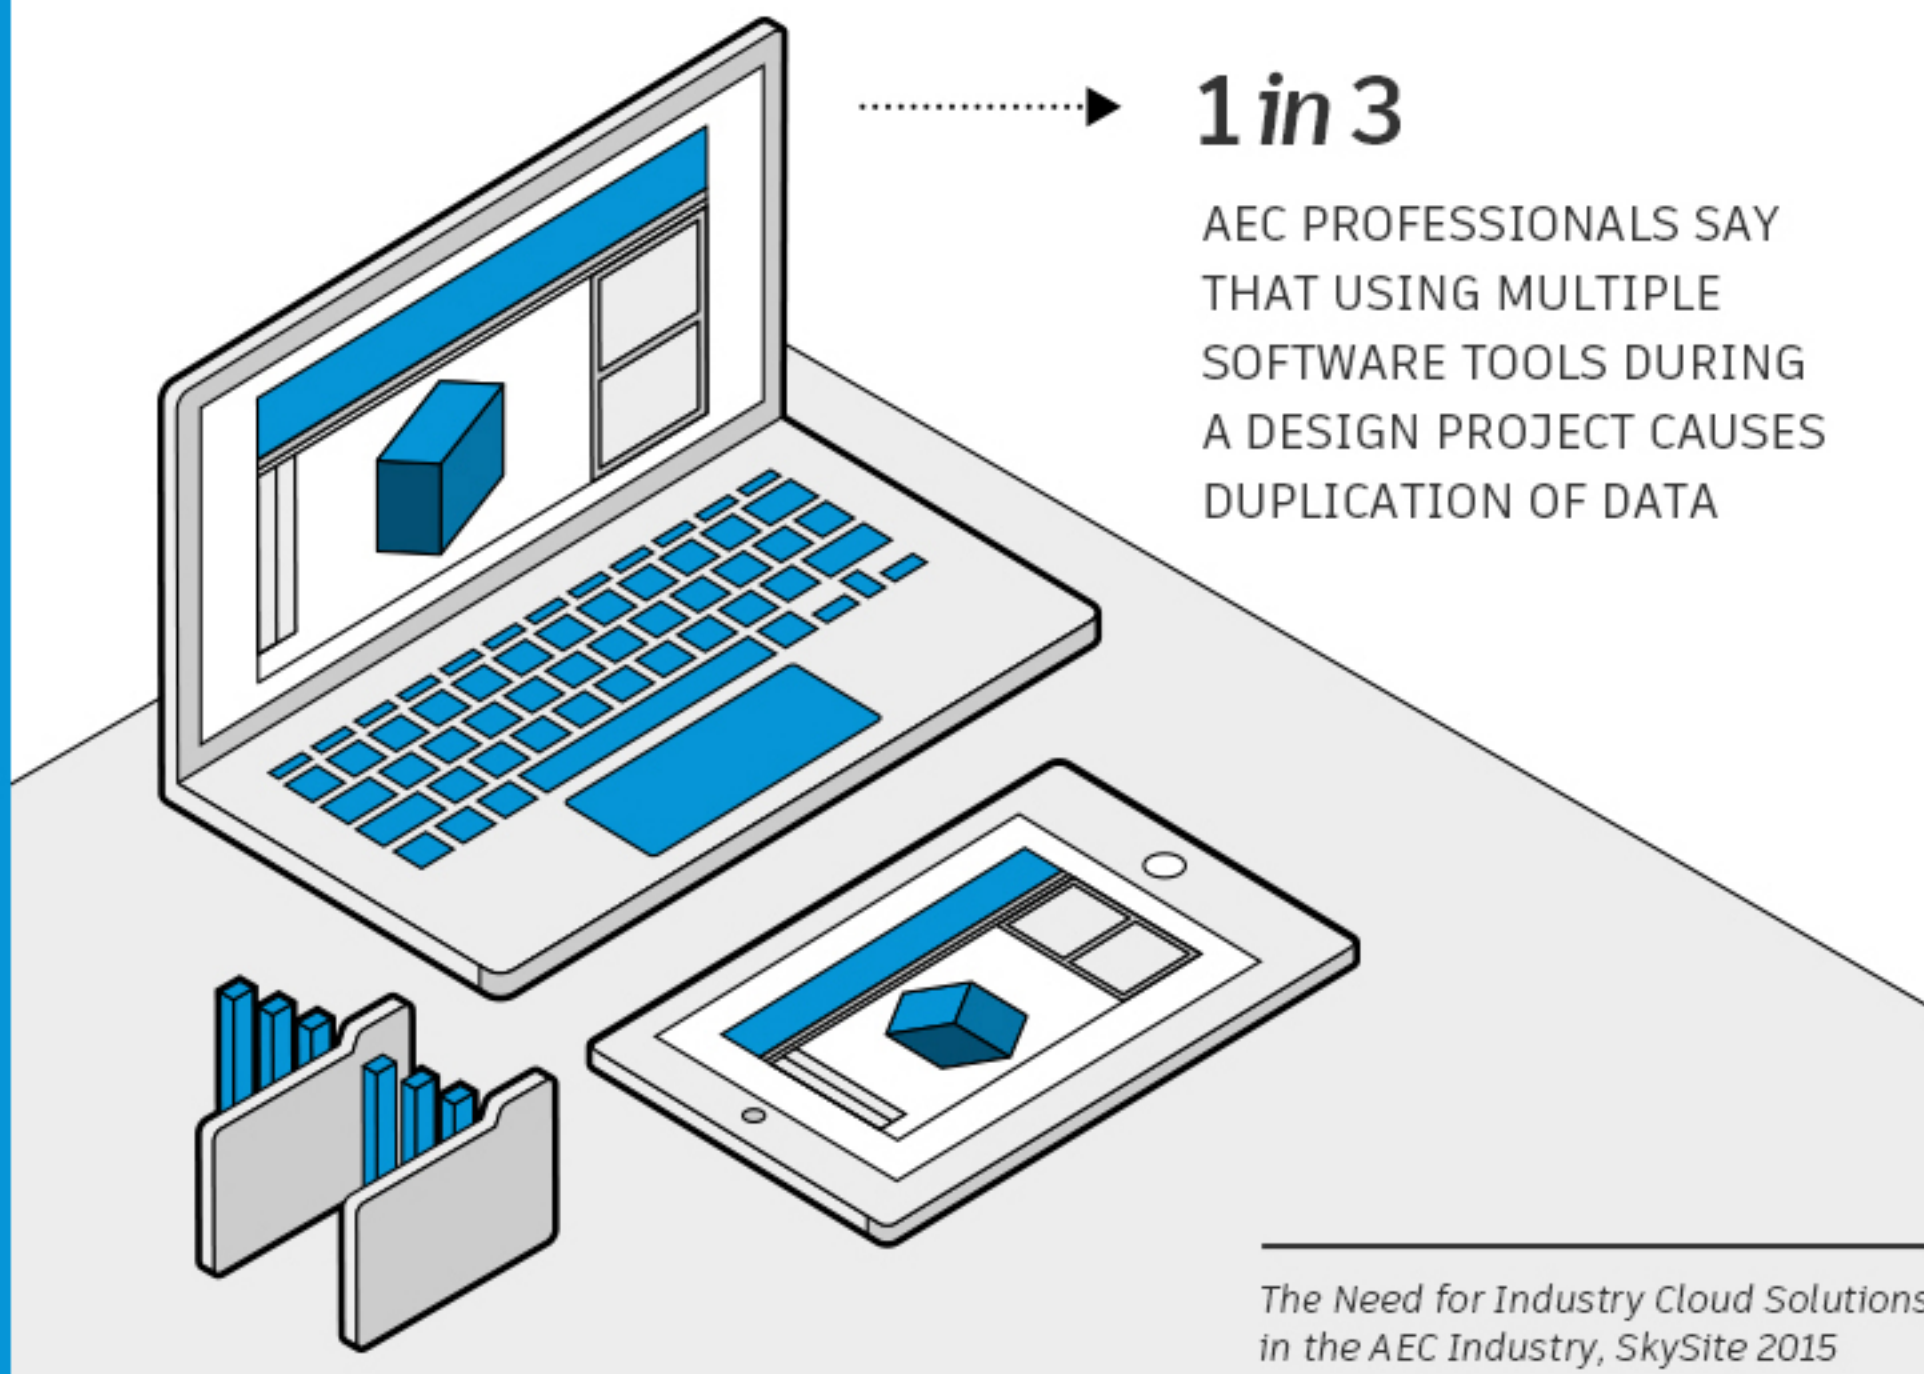 1 in 3
AEC PROFESSIONALS SAY
THAT USING MULTIPLE
SOFTWARE TOOLS DURING
A DESIGN PROJECT CAUSES
DUPLICATION OF DATA
The Need for Industry Cloud Solutions
in the AEC Industry, SkySite 2015